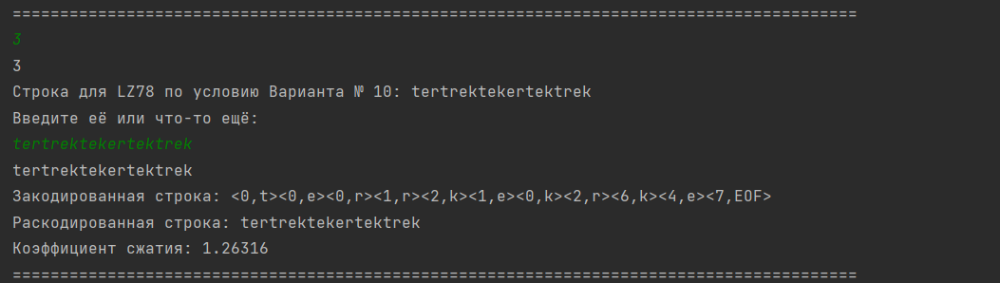 =========================================================================================
3
3
Строка для LZ78 по условию Варианта № 10: tertrektekertektrek
Введите её или что-то ещё:
tertrektekertektrek
tertrektekertektrek
Закодированная строка: <0,t><0,e><0,r><1,r><2,k><1,e><0,k><2,r><6,k><4,e><7,EOF>
Раскодированная строка: tertrektekertektrek
Коэффициент сжатия: 1.26316
=========================================================================================